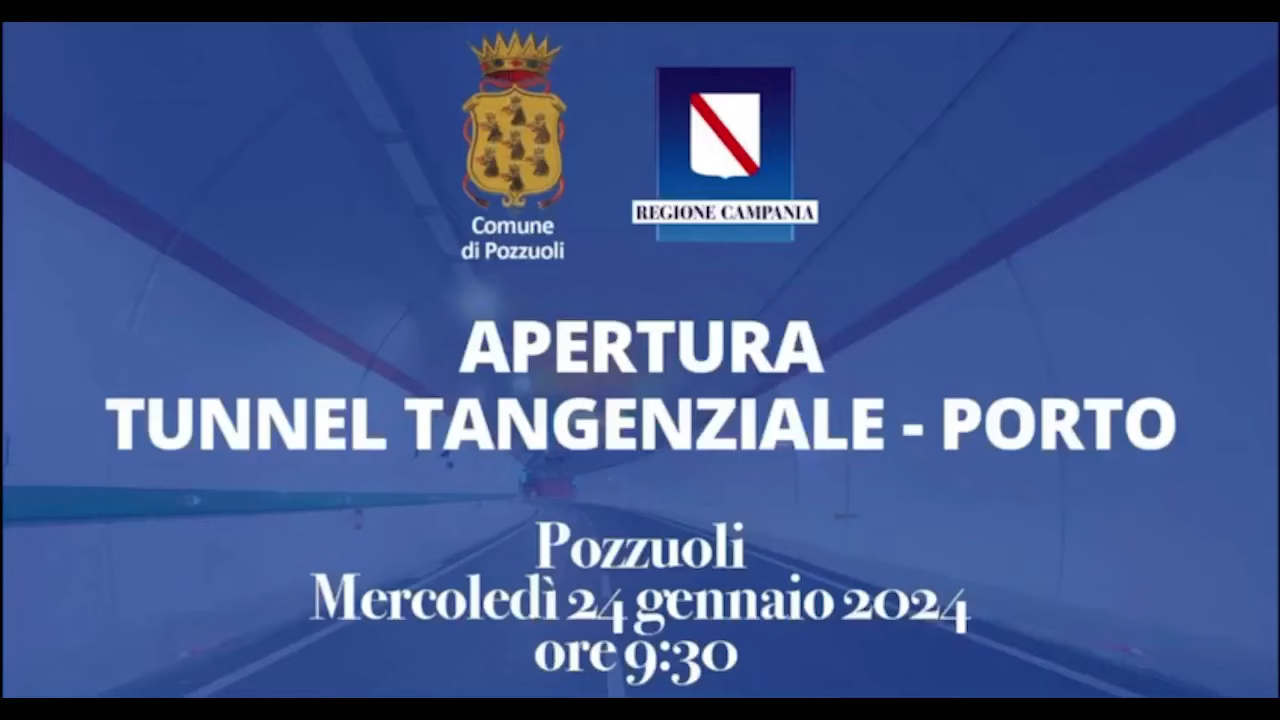 Comune
di Pozzuoli
REGIONE CAMPANIA
APERTURA
TUNNEL TANGENZIALE - PORTO
Pozzuoli
Mercoledì 24 gennaio 2024
ore 9:30